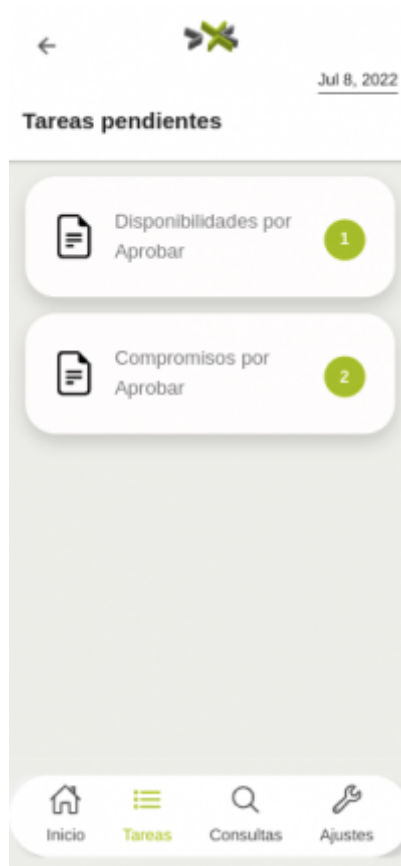 Jul 8, 2022
Tareas pendientes
Disponibilidades por
Aprobar
1
Compromisos por
Aprobar
2
Inicio
Tareas
Consultas
Ajustes